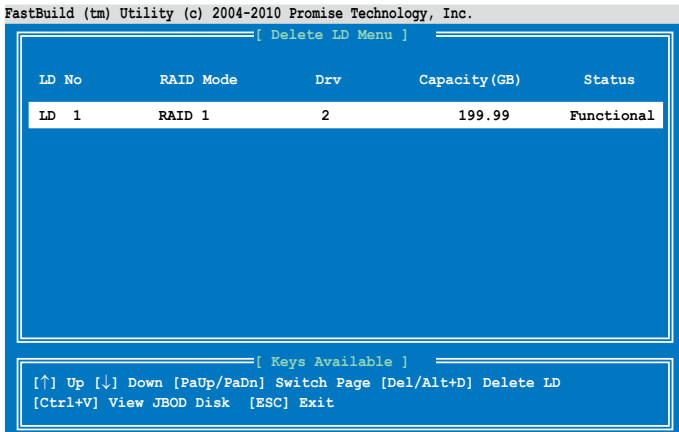 FastBuild (tm) Utility (c) 2004-2010 Promise Technology, Inc.
[ Delete LD Menu ]
LD No RAID Mode Drv Capacity(GB) Status
LD 1 RAID 1 2 199.99 Functional
[ Keys Available ]
[↑] Up [↓] Down [PaUp/PaDn] Switch Page [Del/Alt+D] Delete LD
[Ctrl+V] View JBOD Disk [ESC] Exit